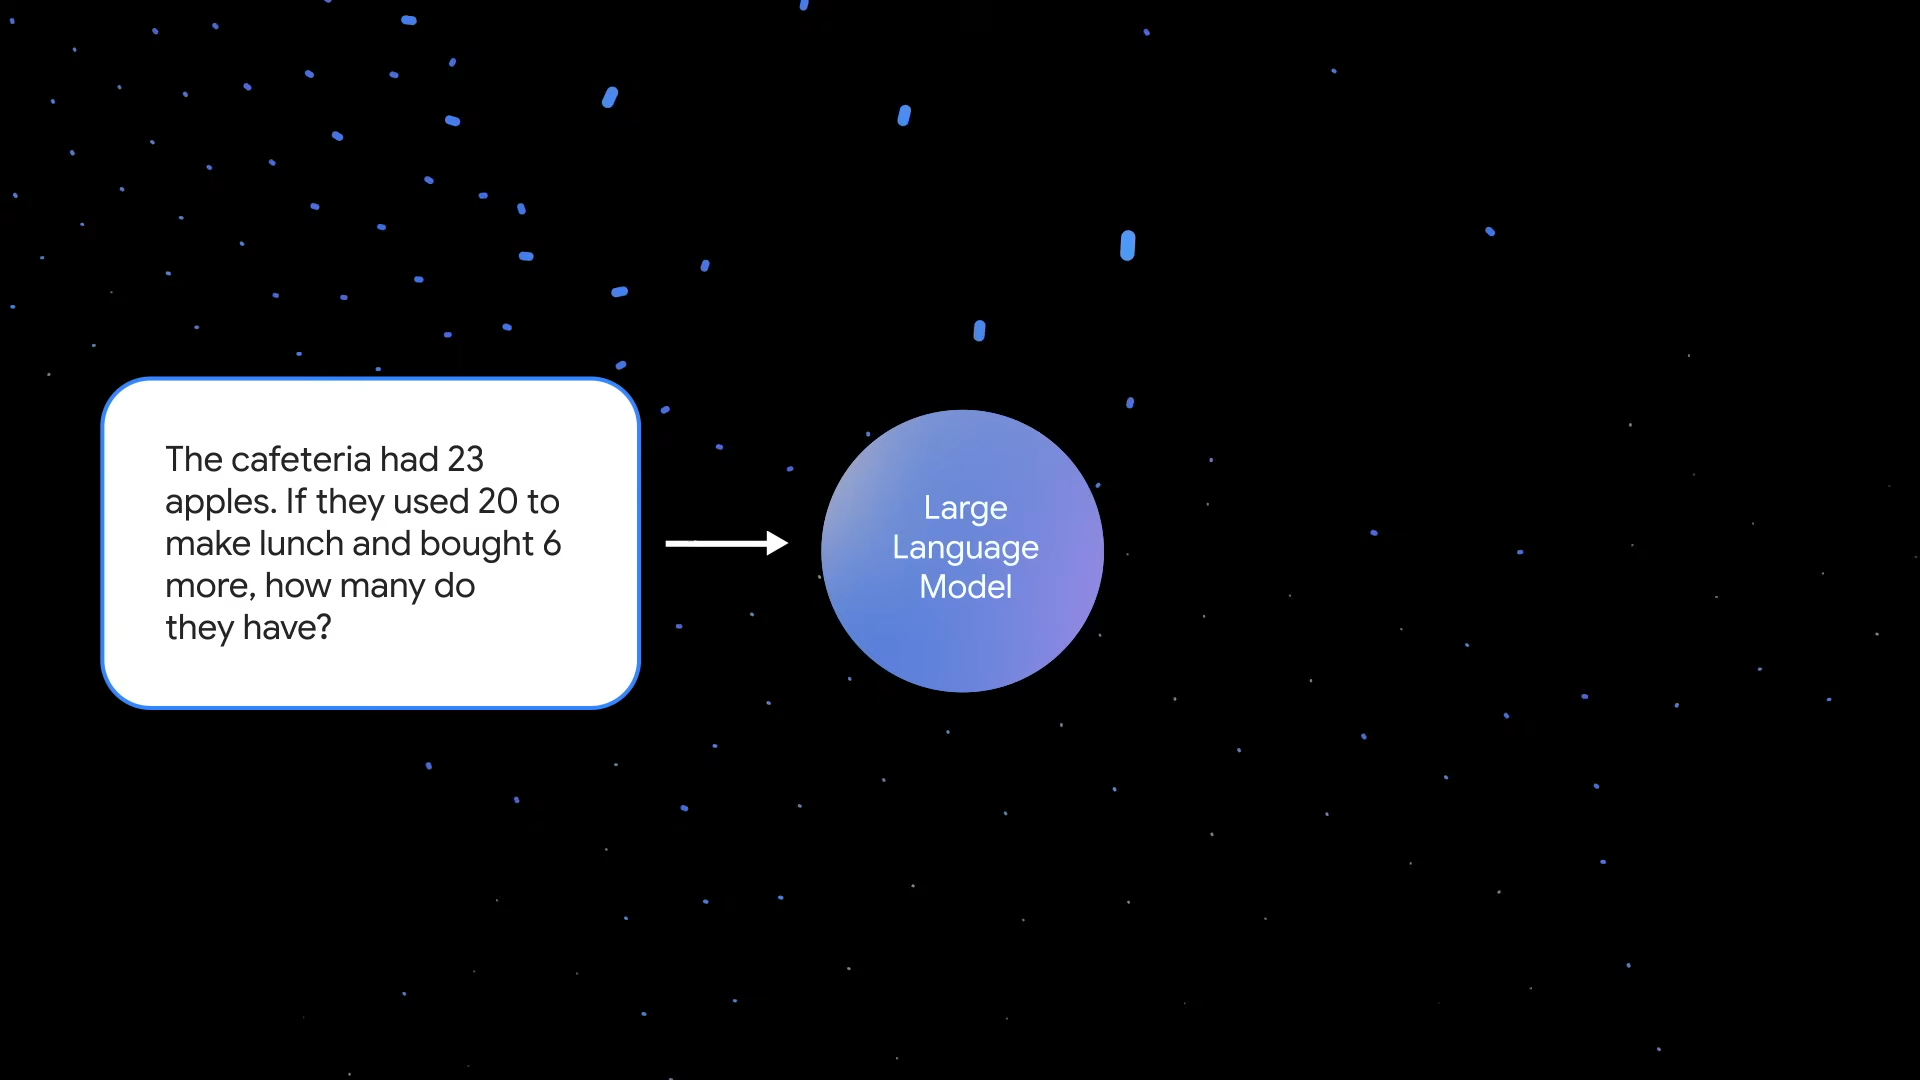 The cafeteria had 23
apples. If they used 20 to
make lunch and bought 6
more, how many do
they have?
Large
Language
Model